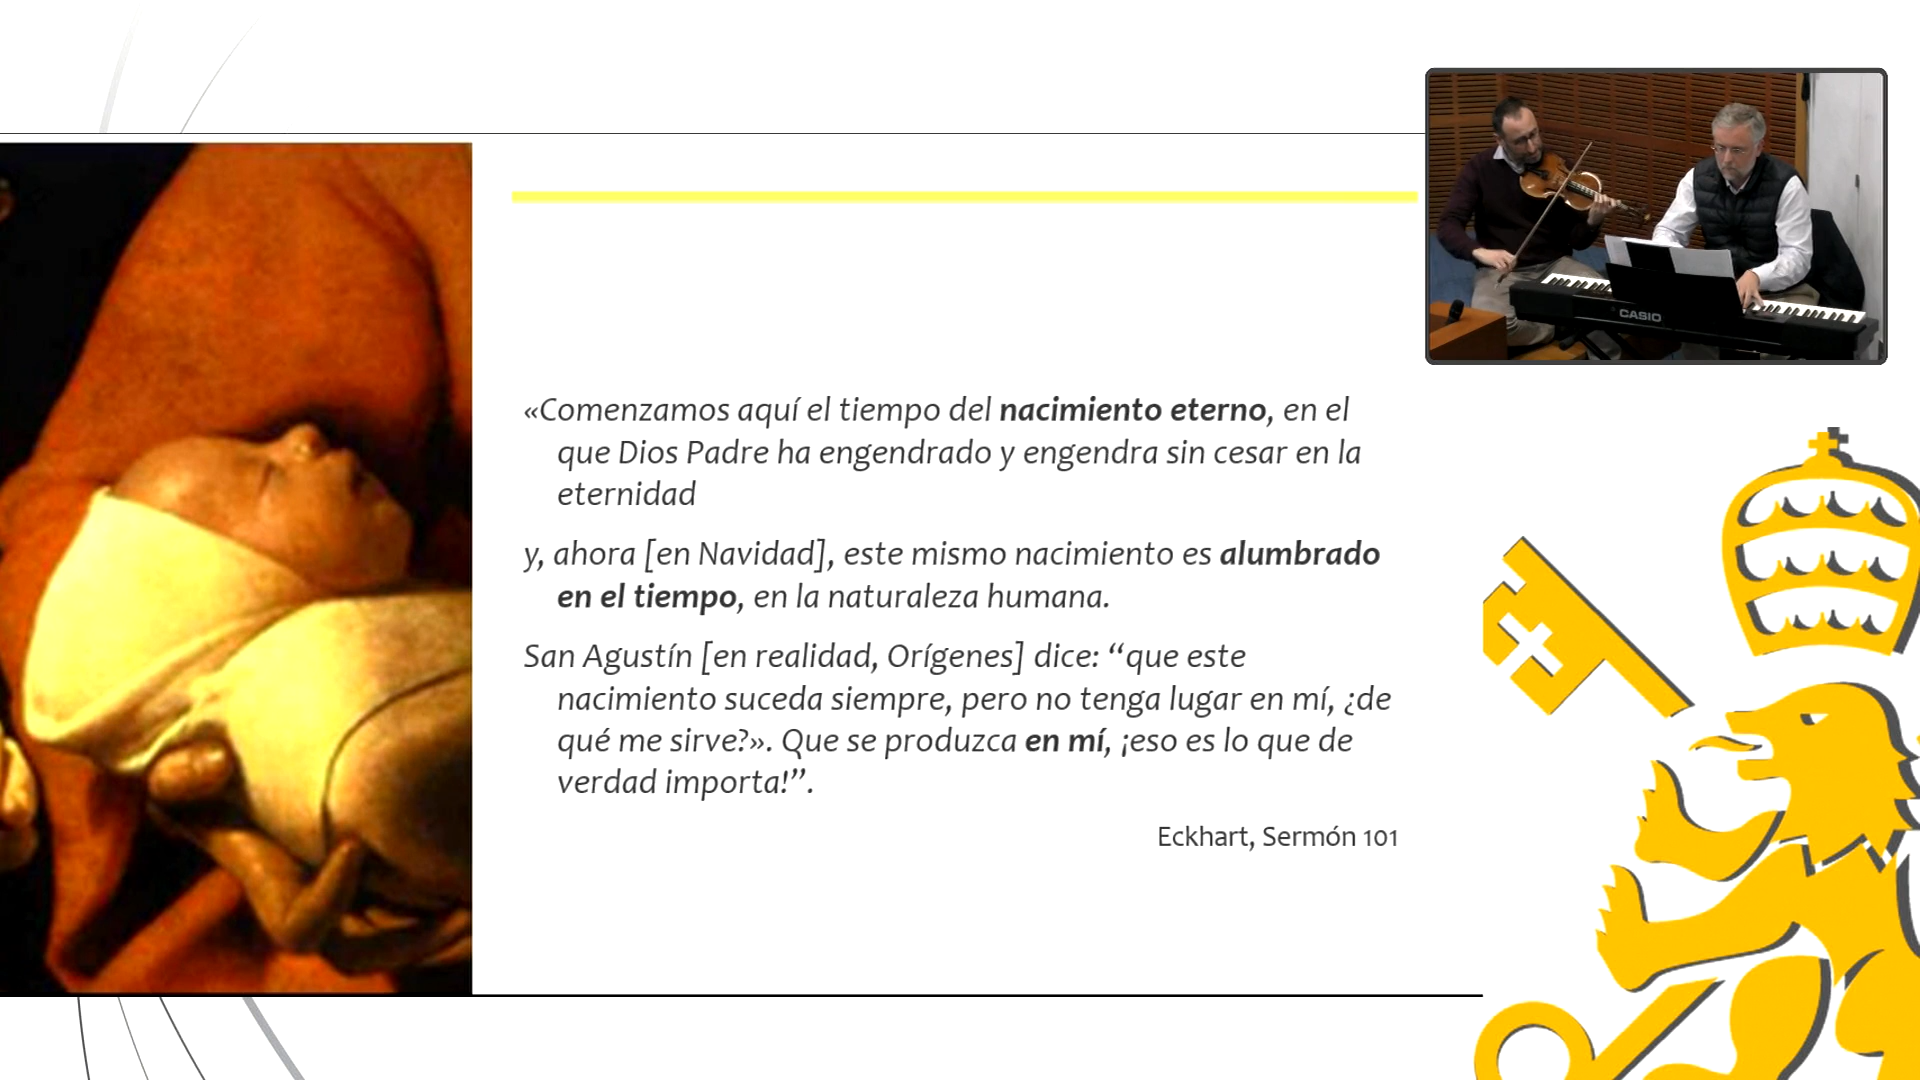 «Comenzamos aquí el tiempo del nacimiento eterno, en el
que Dios Padre ha engendrado y engendra sin cesar en la
eternidad
y, ahora [en Navidad], este mismo nacimiento es alumbrado
en el tiempo, en la naturaleza humana.
San Agustín [en realidad, Orígenes] dice: “que este
nacimiento suceda siempre, pero no tenga lugar en mí, ¿de
qué me sirve?». Que se produzca en mí, ¡eso es lo que de
verdad importa!”.
Eckhart, Sermón 101
CASIO